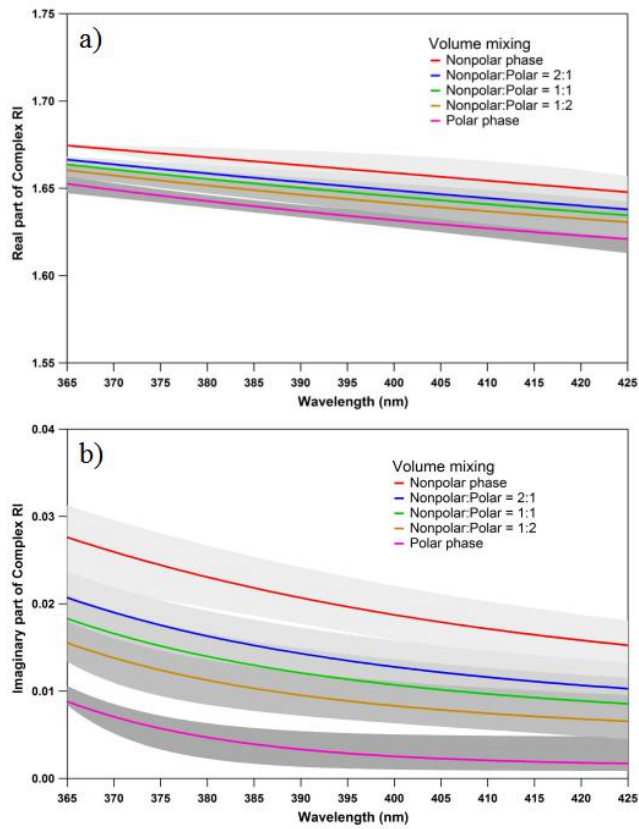 a)
1.75
1.70
1.65
1.60
1.55
Real part of Complex RI
Volume mixing
Nonpolar phase
Nonpolar:Polar = 2:1
Nonpolar:Polar = 1:1
Nonpolar:Polar = 1:2
Polar phase
365 370 375 380 385 390 395 400 405 410 415 420 425
Wavelength (nm)
b)
0.04
0.03
0.02
0.01
0.00
Imaginary part of Complex RI
Volume mixing
Nonpolar phase
Nonpolar:Polar = 2:1
Nonpolar:Polar = 1:1
Nonpolar:Polar = 1:2
Polar phase
365 370 375 380 385 390 395 400 405 410 415 420 425
Wavelength (nm)